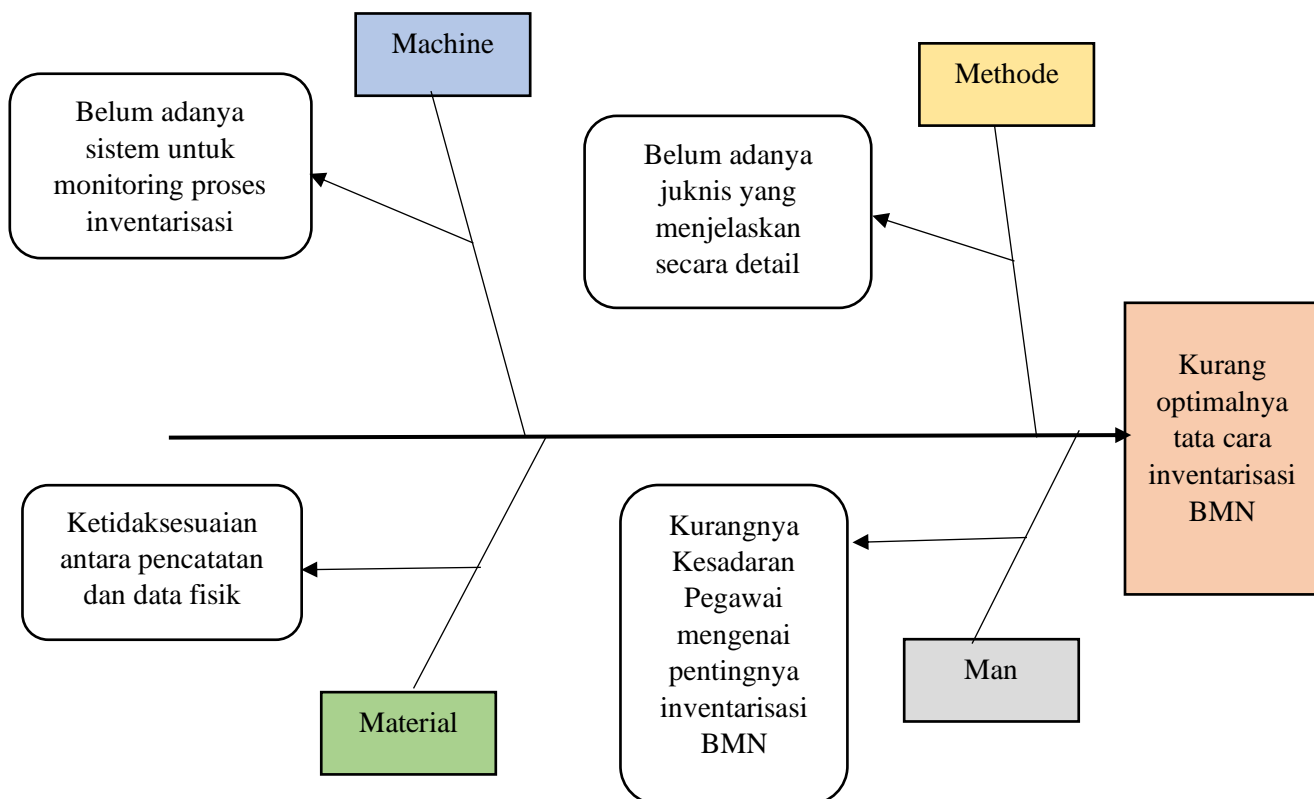 Machine
Methode
Belum adanya
sistem untuk
monitoring proses
inventarisasi
Belum adanya
juknis yang
menjelaskan
secara detail
Kurang
optimalnya
tata cara
inventarisasi
BMN
Ketidaksesuaian
antara pencatatan
dan data fisik
Kurangnya
Kesadaran
Pegawai
mengenai
pentingnya
inventarisasi
BMN
Man
Material